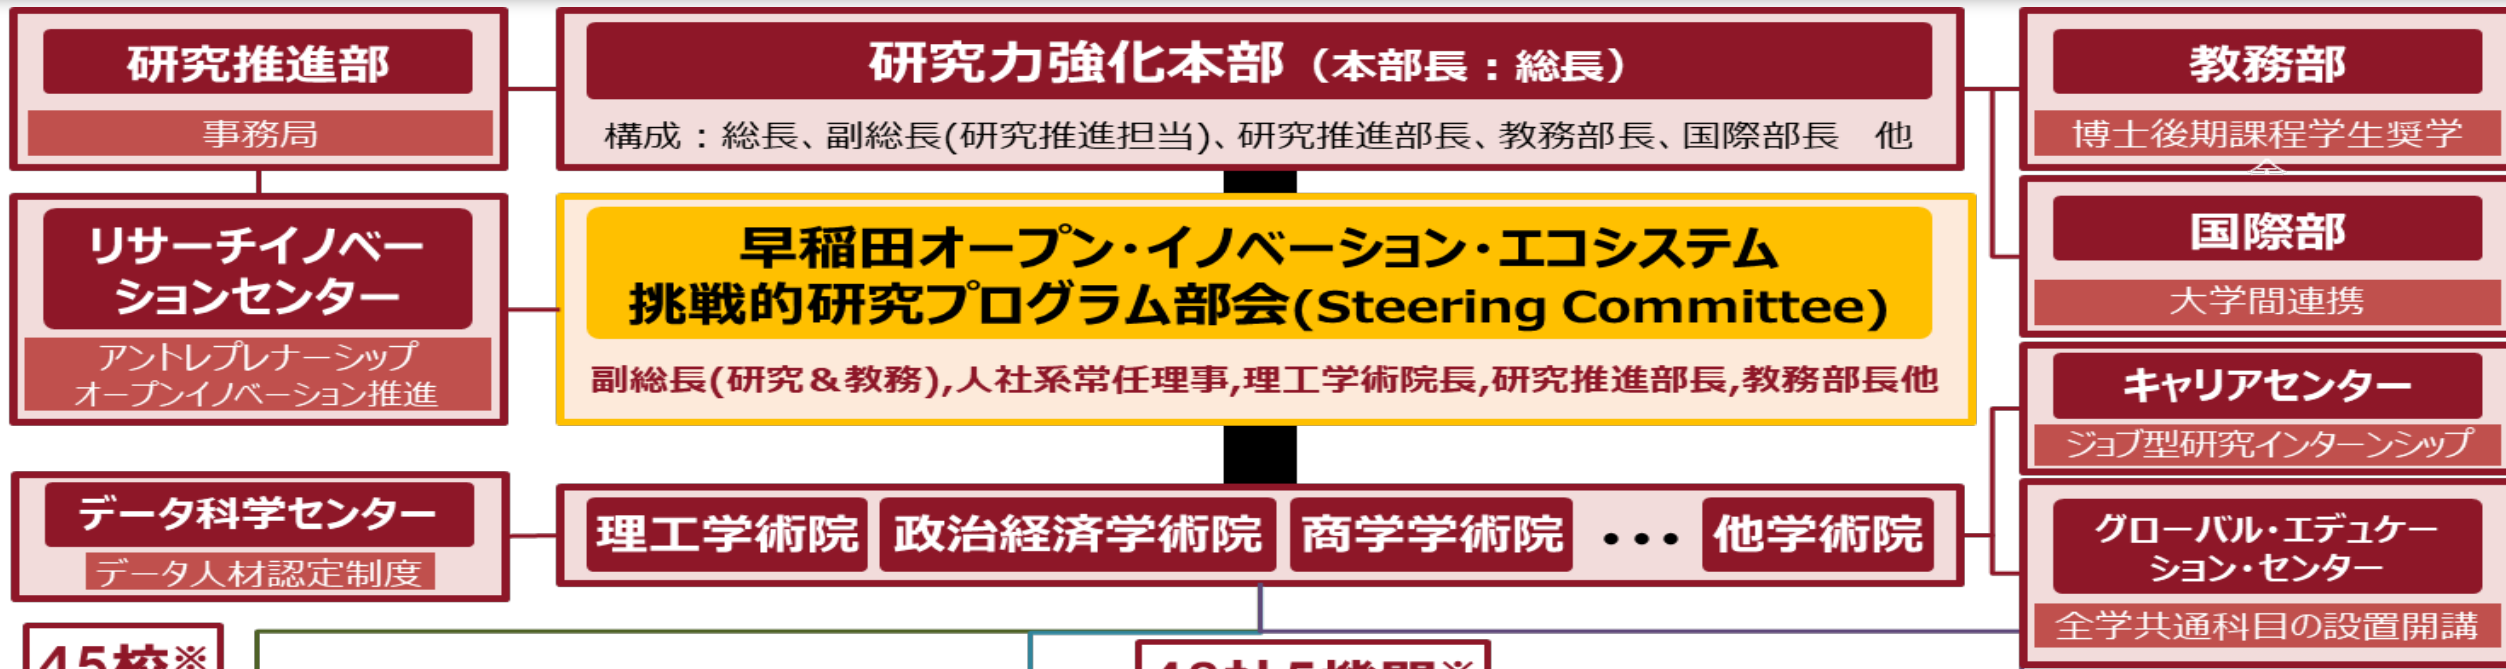 研究推進部
事務局
研究力強化本部（本部長：総長）
構成：総長、副総長(研究推進担当)、研究推進部長、教務部長、国際部長　他
教務部
博士後期課程学生奨学
リサーチイノベー
ションセンター
アントレプレナーシップ
オープンイノベーション推進
早稲田オープン・イノベーション・エコシステム
挑戦的研究プログラム部会(Steering Committee)
副総長(研究＆教務),人社系常任理事,理工学術院長,研究推進部長,教務部長他
国際部
大学間連携
キャリアセンター
ジョブ型研究インターンシップ
データ科学センター
データ人材認定制度
理工学術院 政治経済学術院 商学学術院 ••• 他学術院
グローバル・エデュケー
ション・センター
全学共通科目の設置開講
45校※